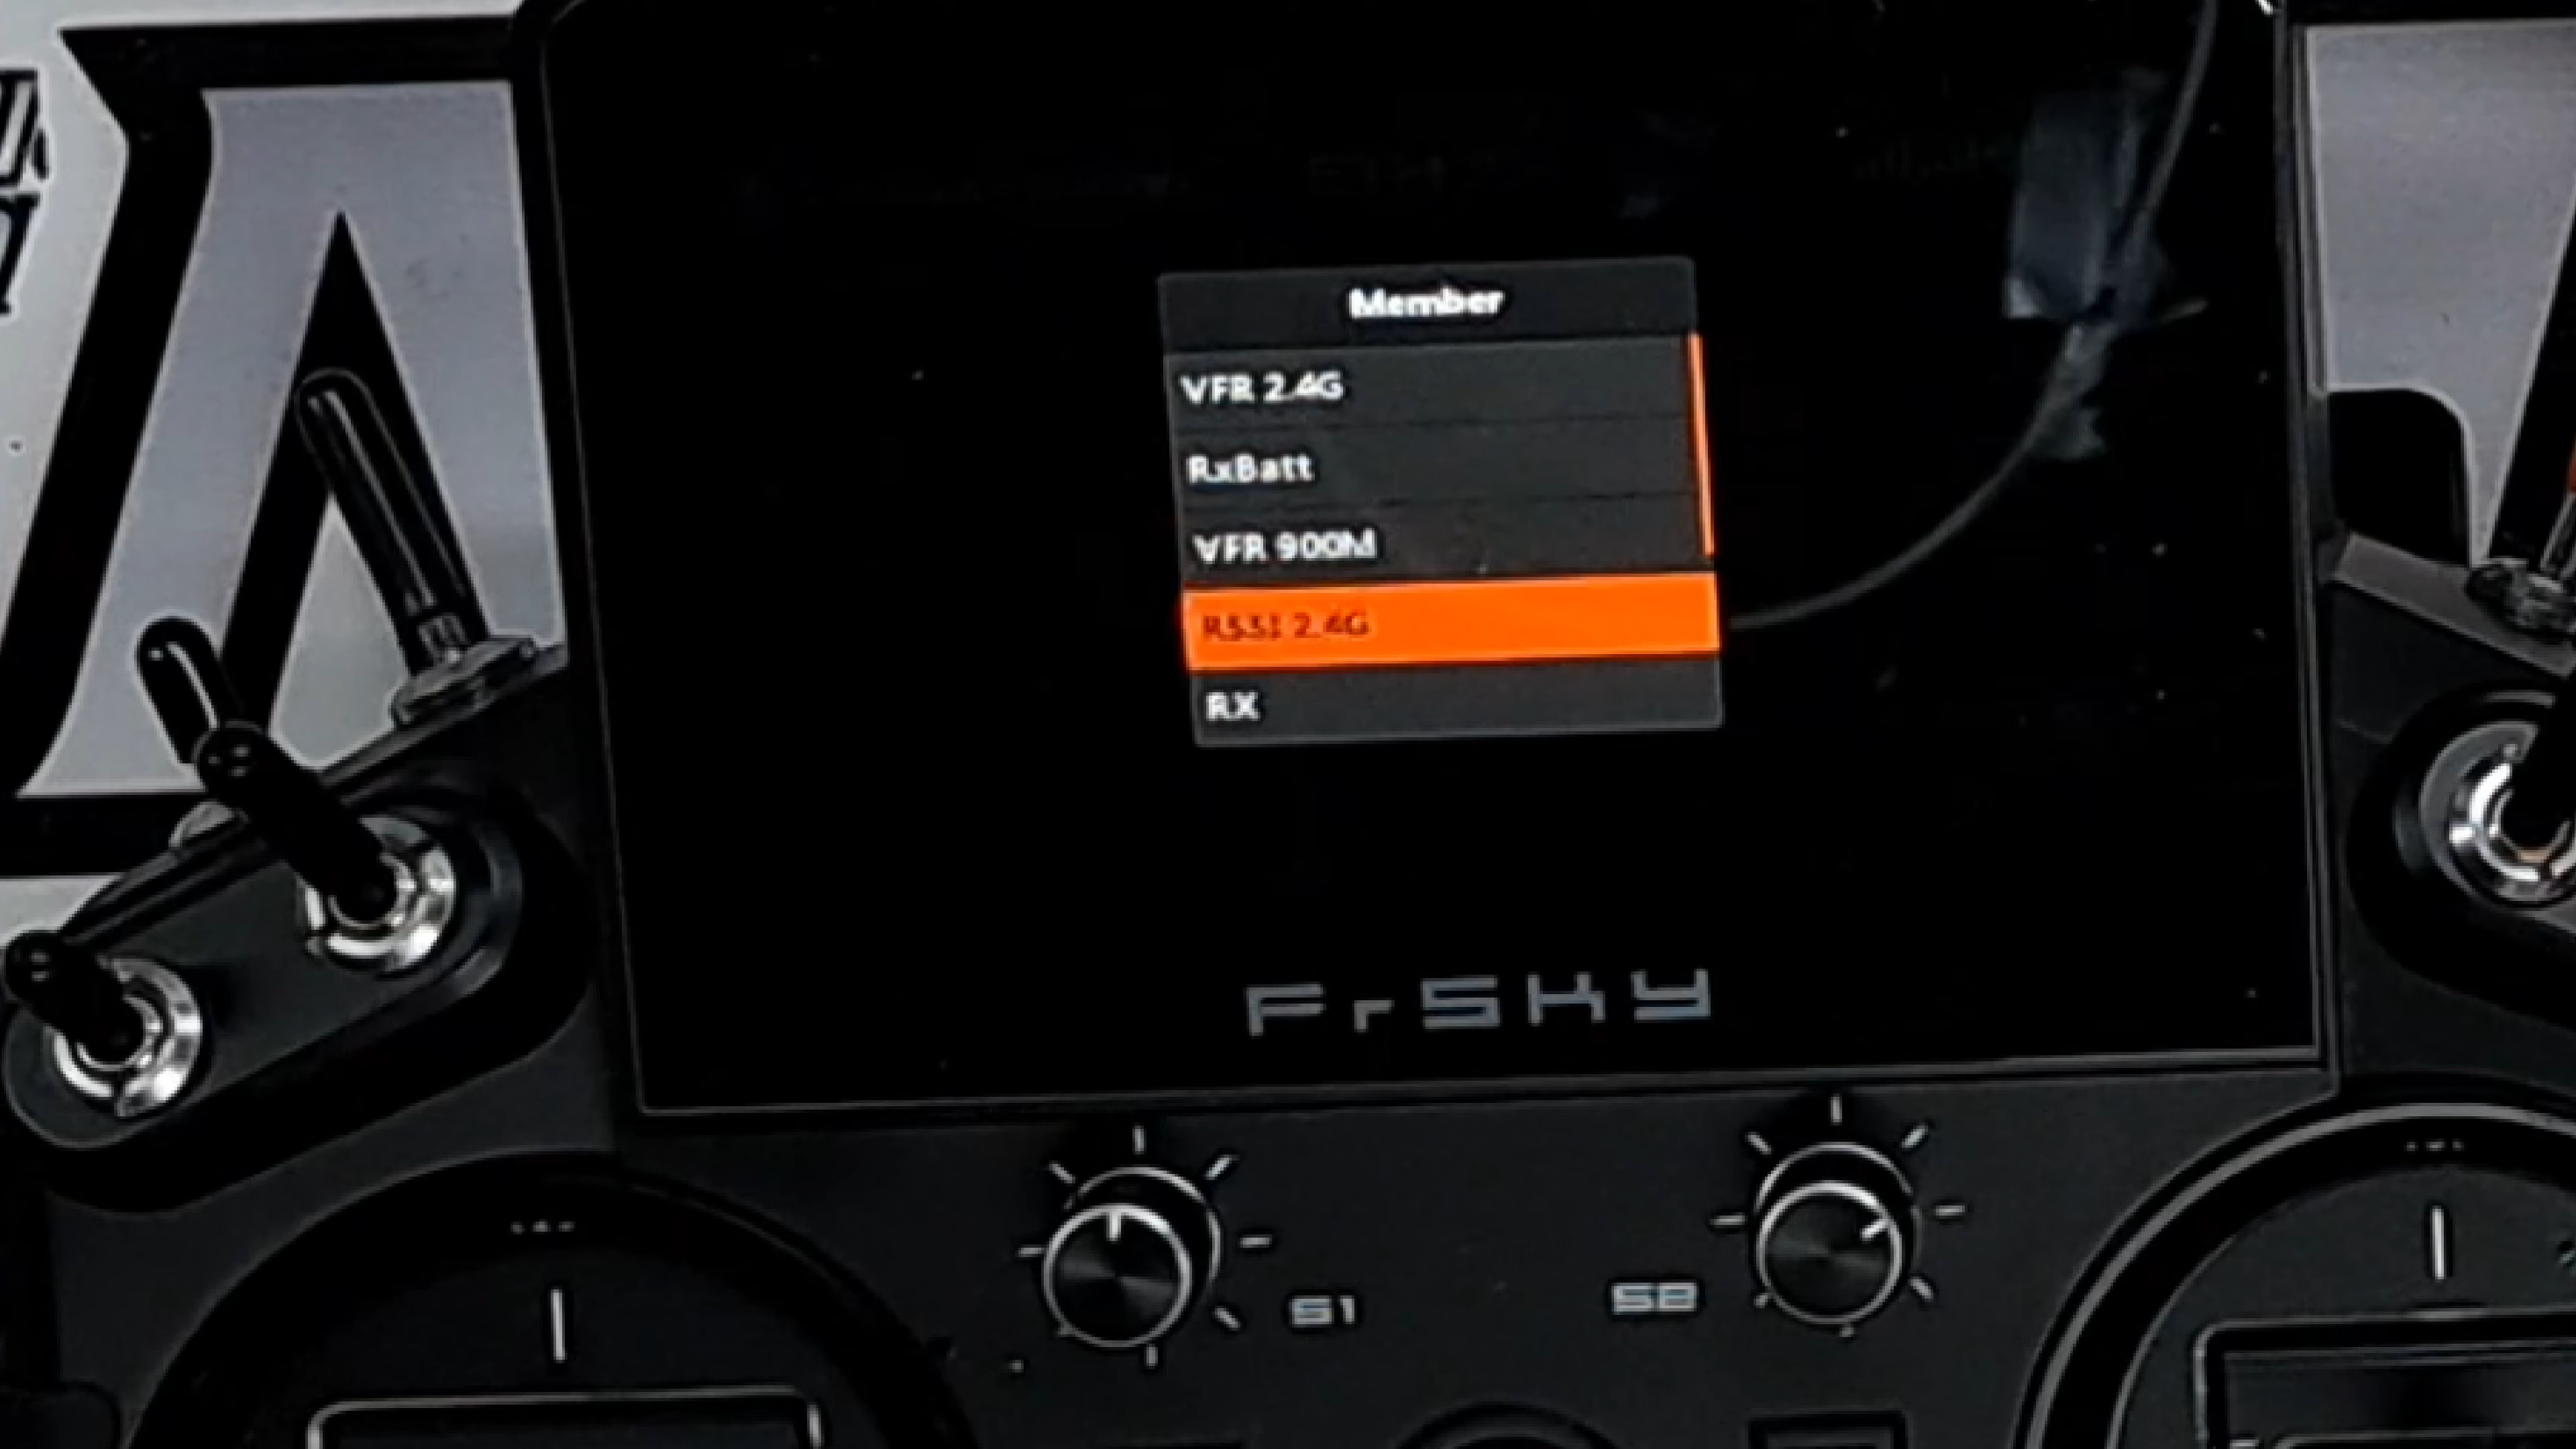 Member
VFR 2.4G
RxBatt
VFR 900M
RSSI 2.4G
RX
FrSKY
S1
S2